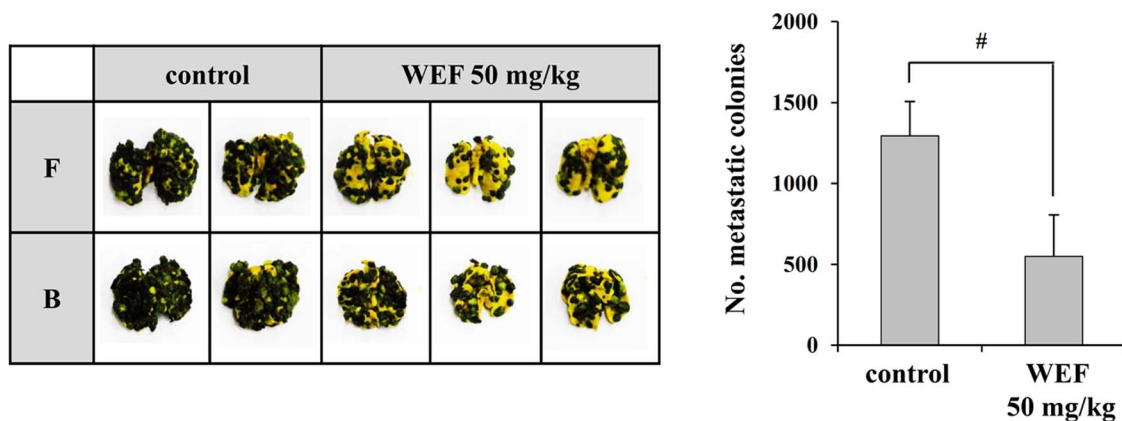 control WEF 50 mg/kg
F
B
No. metastatic colonies
2000
1500
1000
500
0
#
control WEF
50 mg/kg